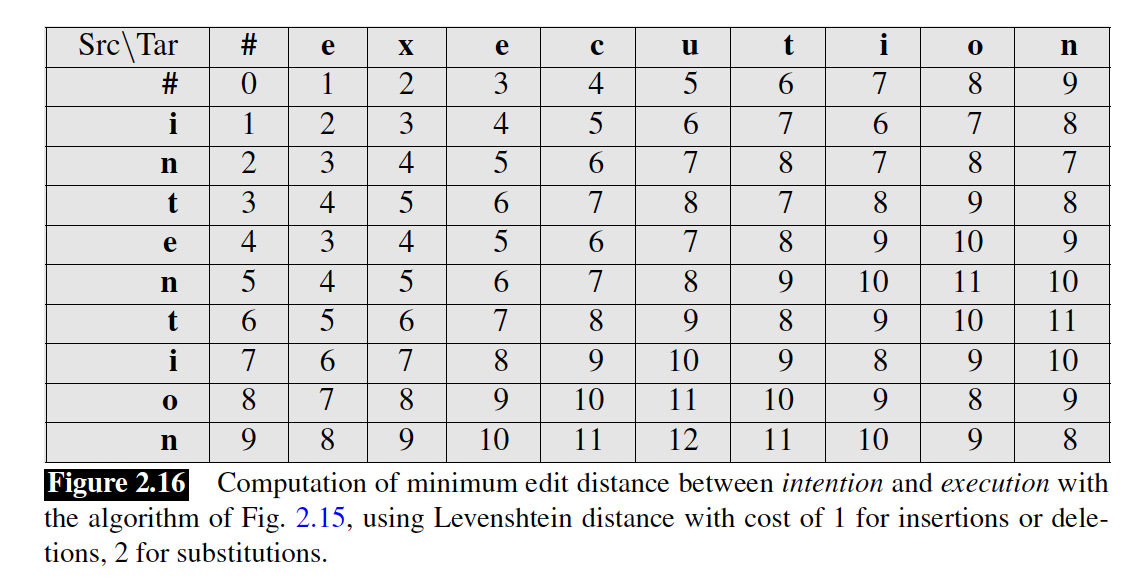 Src\Tar # e x e c u t i o n
# 0 1 2 3 4 5 6 7 8 9
i 1 2 3 4 5 6 7 6 7 8
n 2 3 4 5 6 7 8 7 8 7
t 3 4 5 6 7 8 7 8 9 8
e 4 3 4 5 6 7 8 9 10 9
n 5 4 5 6 7 8 9 10 11 10
t 6 5 6 7 8 9 8 9 10 11
i 7 6 7 8 9 10 9 8 9 10
o 8 7 8 9 10 11 10 9 8 9
n 9 8 9 10 11 12 11 10 9 8
Figure 2.16 Computation of minimum edit distance between intention and execution with
the algorithm of Fig. 2.15, using Levenshtein distance with cost of 1 for insertions or dele-
tions, 2 for substitutions.